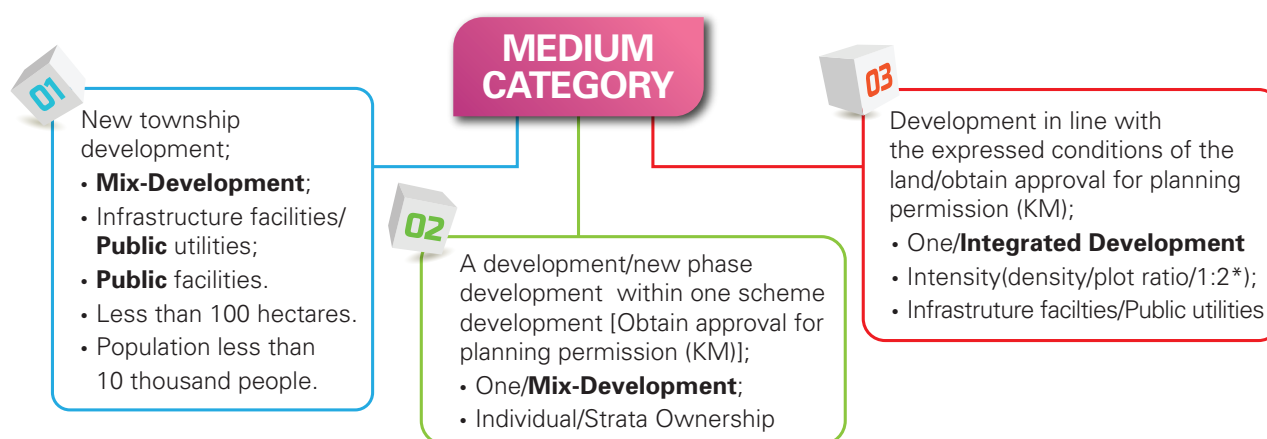 MEDIUM
CATEGORY
01
New township
development;
• Mix-Development;
• Infrastructure facilities/
Public utilities;
• Public facilities.
• Less than 100 hectares.
• Population less than
10 thousand people.
02
A development/new phase
development within one scheme
development [Obtain approval for
planning permission (KM)];
• One/Mix-Development;
• Individual/Strata Ownership
03
Development in line with
the expressed conditions of the
land/obtain approval for planning
permission (KM);
• One/Integrated Development
• Intensity(density/plot ratio/1:2*);
• Infrastruture facilties/Public utilities